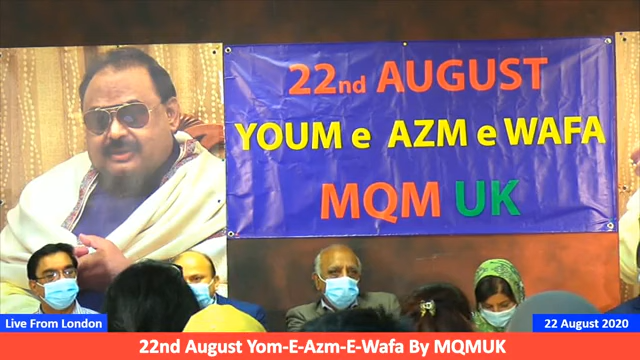 22nd AUGUST
YOUM e AZM e WAFA
MQM UK
Live From London
22 August 2020
22nd August Yom-E-Azm-E-Wafa By MQMUK